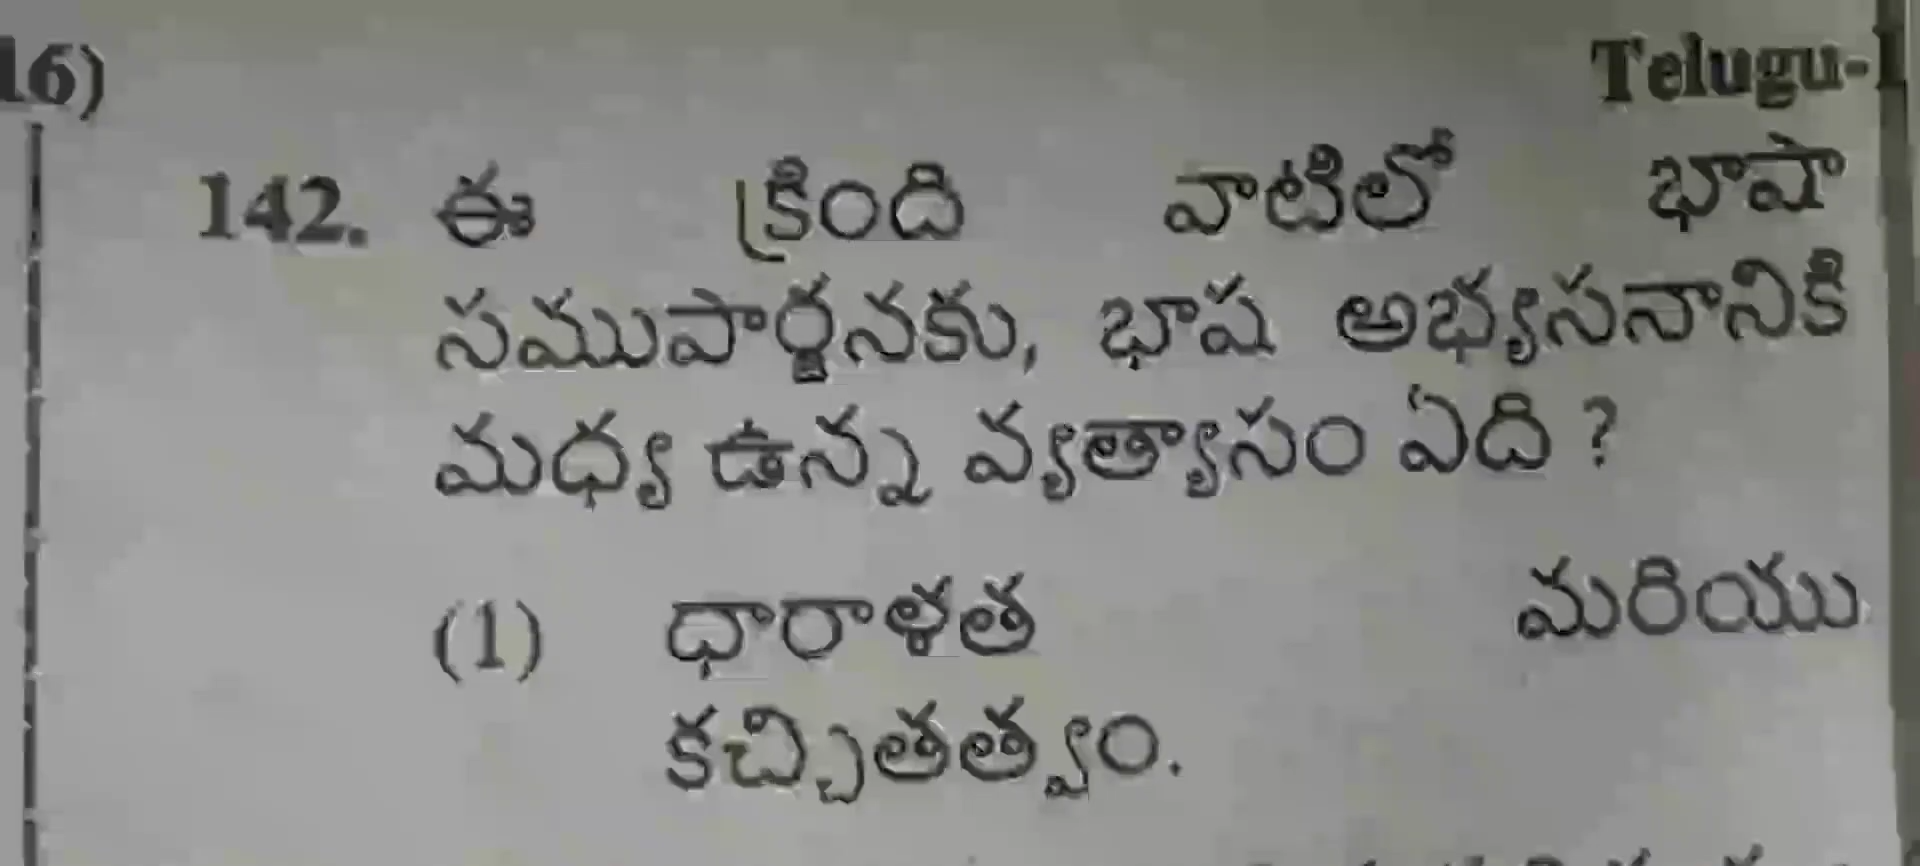 16) Telugu-I
142. ఈ క్రింది వాటిలో భాషా
సముపార్జనకు, భాష అభ్యసనానికి
మధ్య ఉన్న వ్యత్యాసం ఏది ?
(1) ధారాళత మరియు
కచ్చితత్వం.